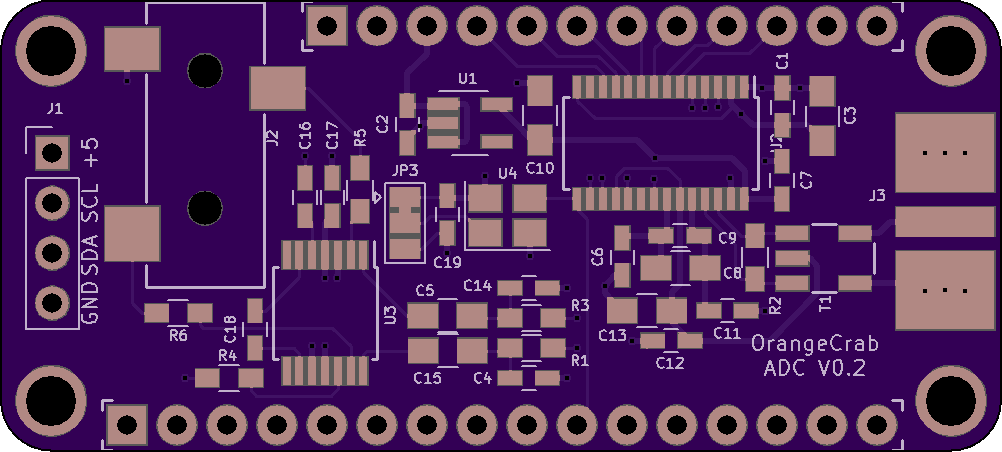 J1
+5
SCL
SDA
GND
J2
C16
C17
R5
C2
U1
JP3
U4
C10
C1
C3
J2
C7
J3
C19
C6
C9
C8
R2
T1
C14
C5
R3
C13
C11
R6
C18
U3
R4
C15
C4
R1
C12
OrangeCrab
ADC V0.2